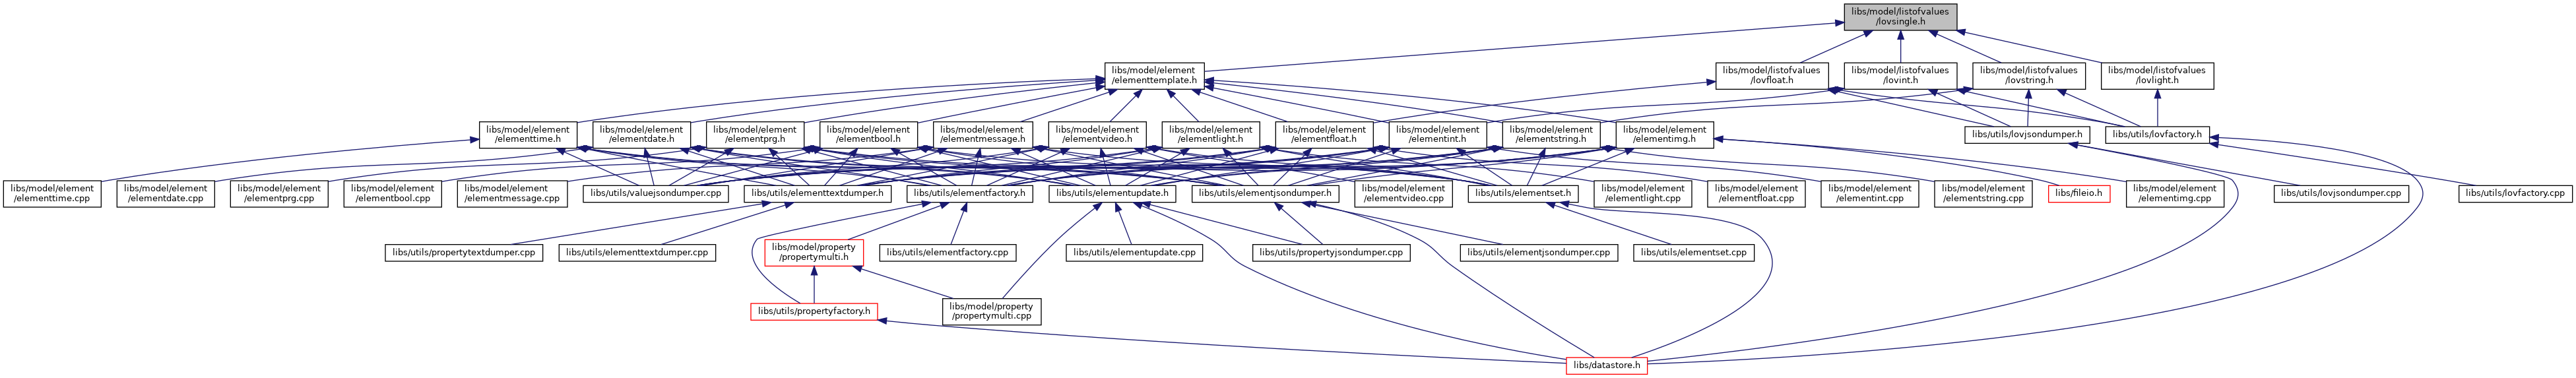 libs/model/listofvalues
/lovsingle.h
libs/model/element
/elementtemplate.h
libs/model/listofvalues
/lovfloat.h
libs/model/listofvalues
/lovint.h
libs/model/listofvalues
/lovstring.h
libs/model/listofvalues
/lovlight.h
libs/model/element
/elementtime.h
libs/model/element
/elementdate.h
libs/model/element
/elementprg.h
libs/model/element
/elementbool.h
libs/model/element
/elementmessage.h
libs/model/element
/elementvideo.h
libs/model/element
/elementlight.h
libs/model/element
/elementfloat.h
libs/model/element
/elementint.h
libs/model/element
/elementstring.h
libs/model/element
/elementimg.h
libs/utils/lovjsondumper.h
libs/utils/lovfactory.h
libs/model/element
/elementtime.cpp
libs/model/element
/elementdate.cpp
libs/model/element
/elementprg.cpp
libs/model/element
/elementbool.cpp
libs/model/element
/elementmessage.cpp
libs/utils/valuejsondumper.cpp
libs/utils/elementtextdumper.h
libs/utils/elementfactory.h
libs/utils/elementupdate.h
libs/utils/elementjsondumper.h
libs/model/element
/elementvideo.cpp
libs/utils/elementset.h
libs/model/element
/elementlight.cpp
libs/model/element
/elementfloat.cpp
libs/model/element
/elementint.cpp
libs/model/element
/elementstring.cpp
libs/fileio.h
libs/model/element
/elementimg.cpp
libs/utils/lovjsondumper.cpp
libs/utils/lovfactory.cpp
libs/utils/propertytextdumper.cpp
libs/utils/elementtextdumper.cpp
libs/model/property
/propertymulti.h
libs/utils/elementfactory.cpp
libs/utils/elementupdate.cpp
libs/utils/propertyjsondumper.cpp
libs/utils/elementjsondumper.cpp
libs/utils/elementset.cpp
libs/utils/propertyfactory.h
libs/model/property
/propertymulti.cpp
libs/datastore.h